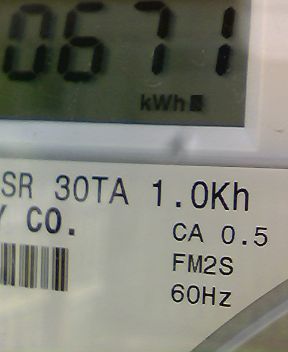 0671
kWh
SR 30TA 1.0Kh
Y CO.
CA 0.5
FM2S
60Hz